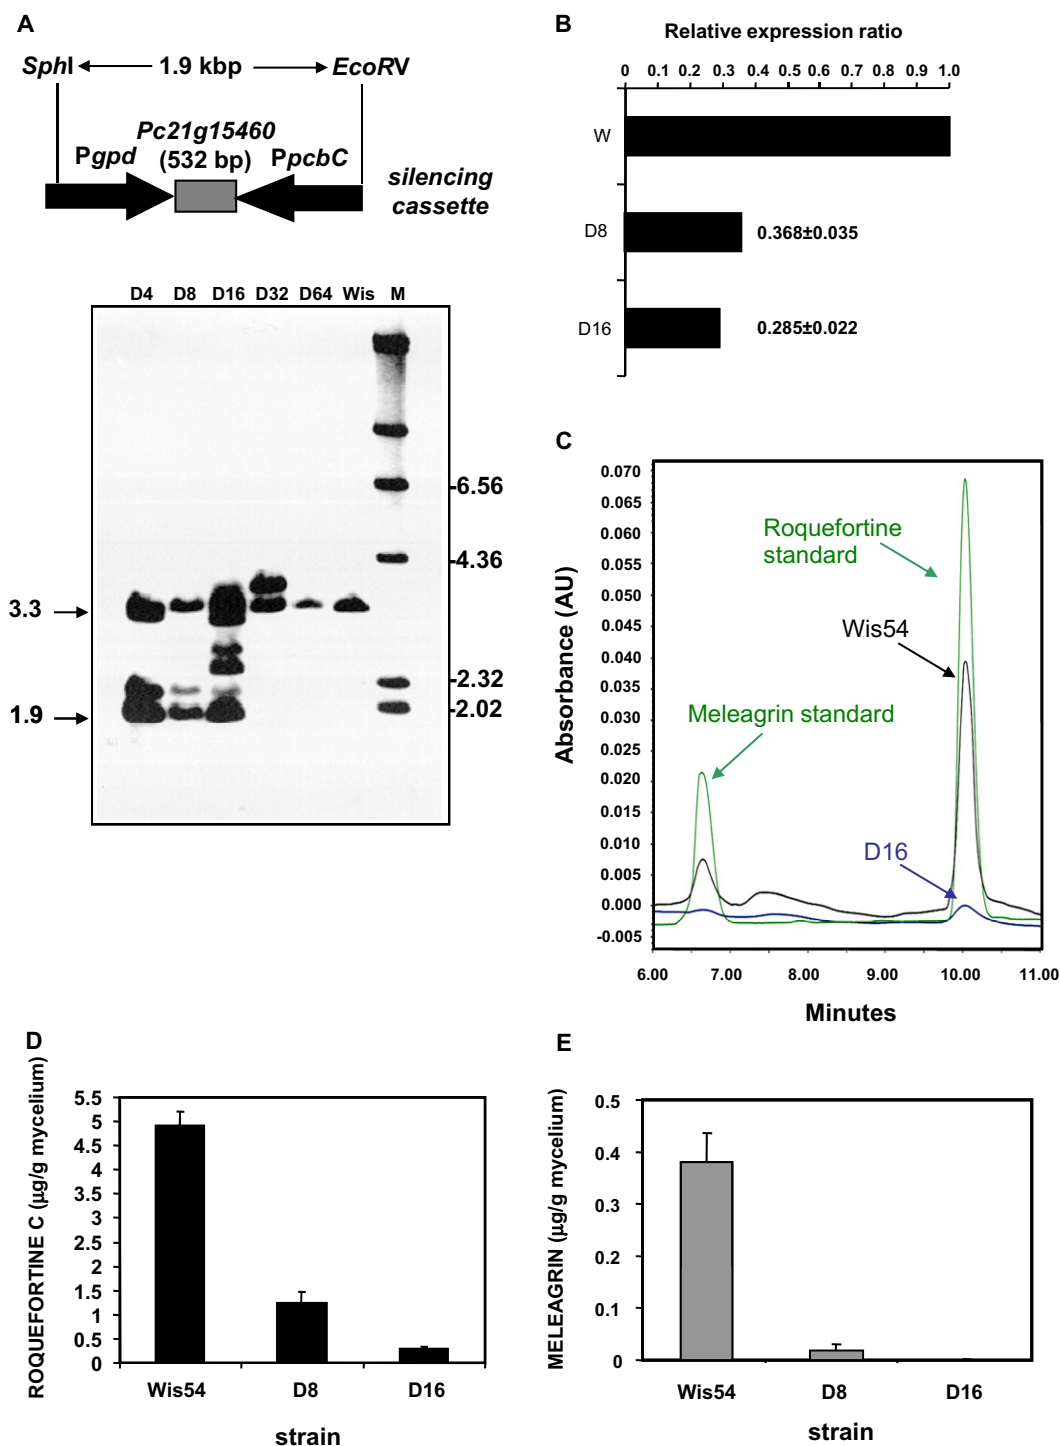 A
SphI 1.9 kbp EcoRV
Pc21g15460
Pgpd (532 bp) PpcbC
silencing
cassette
D4 D8 D16 D32 D64 Wis M
-6.56
-4.36
3.3
-2.32
1.9
-2.02
B
Relative expression ratio
0 0.1 0.2 0.3 0.4 0.5 0.6 0.7 0.8 0.9 1.0
W
D8 0.368±0.035
D16 0.285±0.022
C
Absorbance (AU)
0.070
0.065
0.060
0.055
0.050
0.045
0.040
0.035
0.030
0.025
0.020
0.015
0.010
0.005
0.000
-0.005
Roquefortine
standard
Wis54
Meleagrin standard
D16
6.00 7.00 8.00 9.00 10.00 11.00
Minutes
D
ROQUEFORTINE C (µg/g mycelium)
5.5
5
4.5
4
3.5
3
2.5
2
1.5
1
0.5
0
Wis54 D8 D16
strain
E
MELEAGRIN (µg/g mycelium)
0.5
0.4
0.3
0.2
0.1
0
Wis54 D8 D16
strain